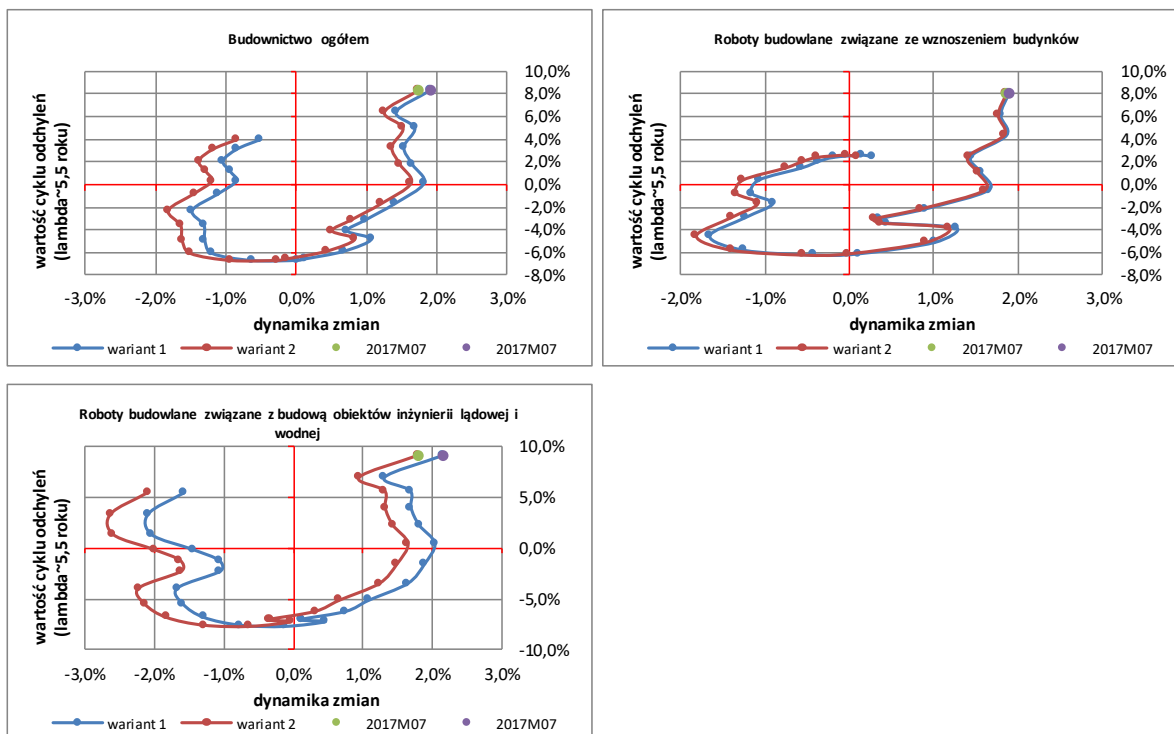 Budownictwo ogółem
wartość cyklu odchyleń
(lambda~5,5 roku)
10,0%
8,0%
6,0%
4,0%
2,0%
0,0%
-2,0%
-4,0%
-6,0%
-8,0%
-3,0% -2,0% -1,0% 0,0% 1,0% 2,0% 3,0%
dynamika zmian
wariant 1 wariant 2 2017M07 2017M07
Roboty budowlane związane ze wznoszeniem budynków
wartość cyklu odchyleń
(lambda~5,5 roku)
10,0%
8,0%
6,0%
4,0%
2,0%
0,0%
-2,0%
-4,0%
-6,0%
-8,0%
-2,0% -1,0% 0,0% 1,0% 2,0% 3,0%
dynamika zmian
wariant 1 wariant 2 2017M07 2017M07
Roboty budowlane związane z budową obiektów inżynierii lądowej i
wodnej
wartość cyklu odchyleń
(lambda~5,5 roku)
10,0%
5,0%
0,0%
-5,0%
-10,0%
-3,0% -2,0% -1,0% 0,0% 1,0% 2,0% 3,0%
dynamika zmian
wariant 1 wariant 2 2017M07 2017M07